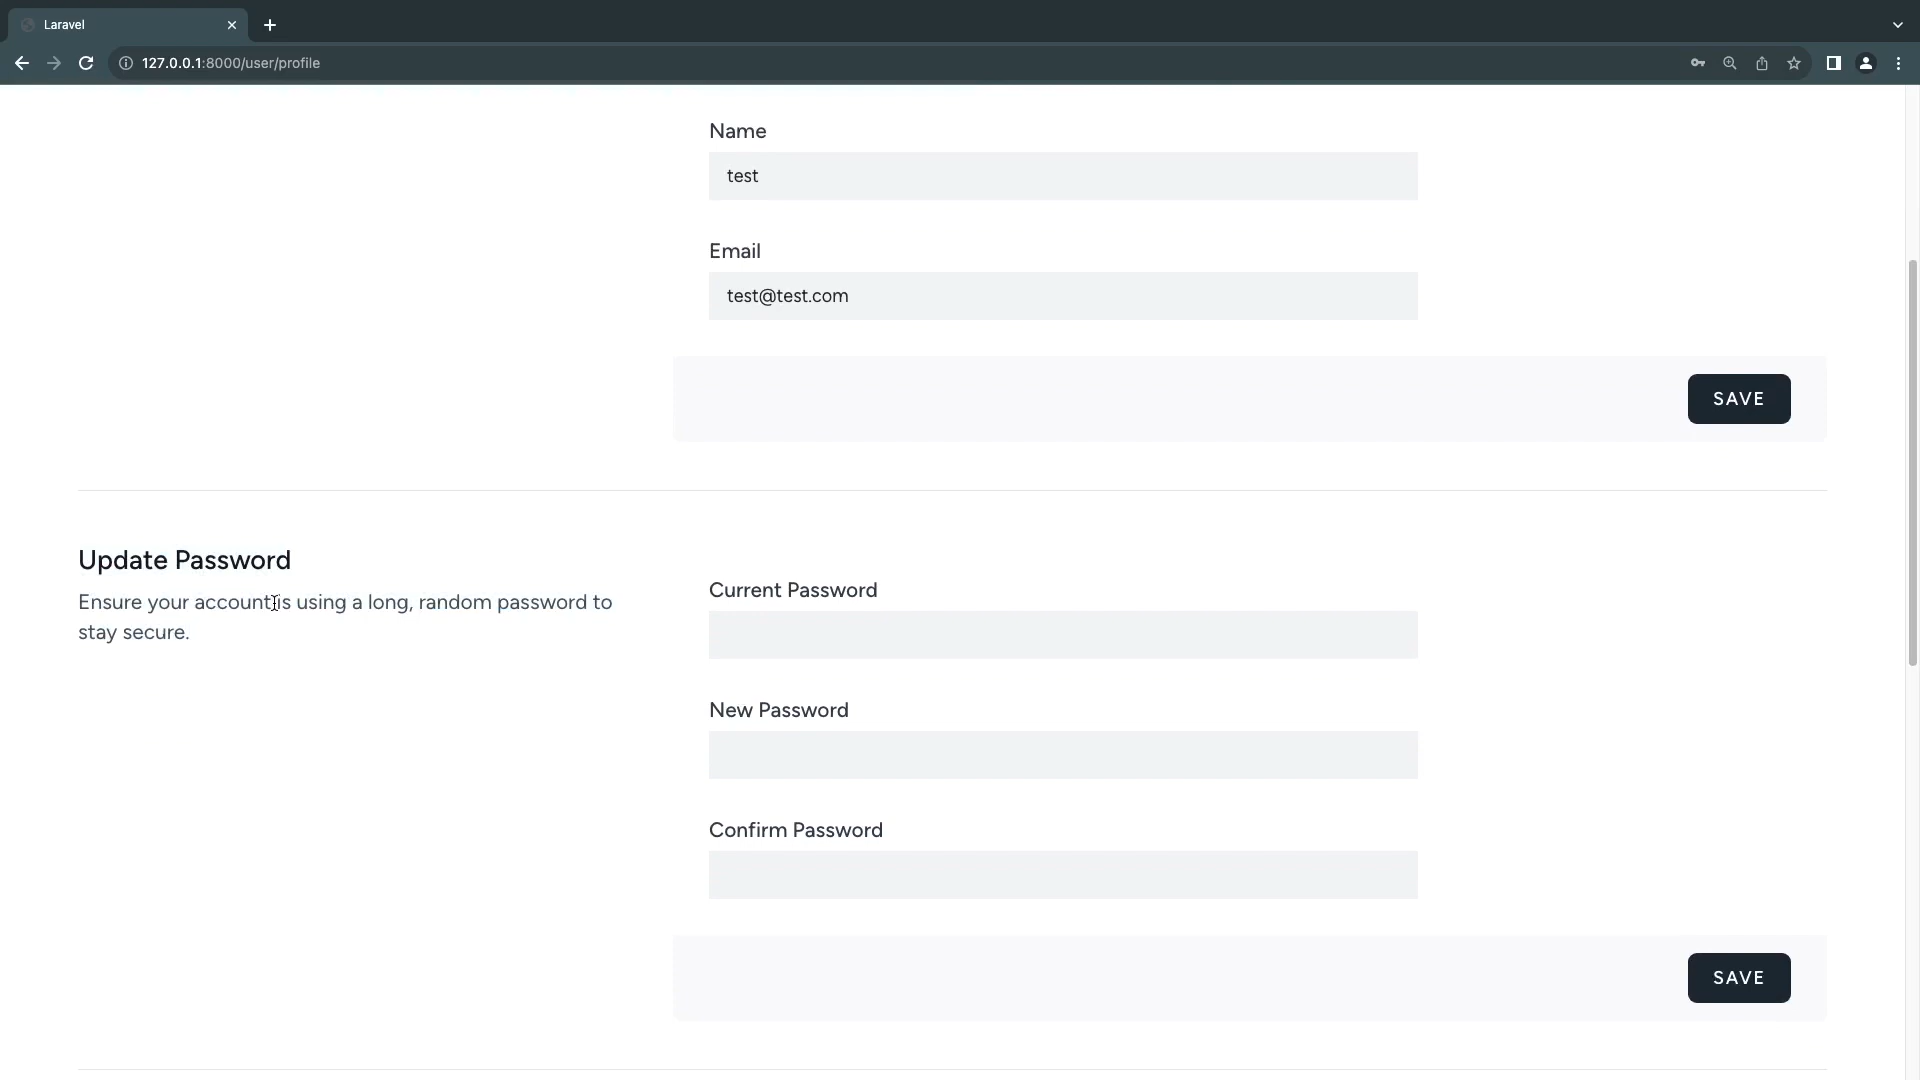 Laravel
127.0.0.1:8000/user/profile
Name
test
Email
test@test.com
SAVE
Update Password
Ensure your account is using a long, random password to
stay secure.
Current Password
New Password
Confirm Password
SAVE